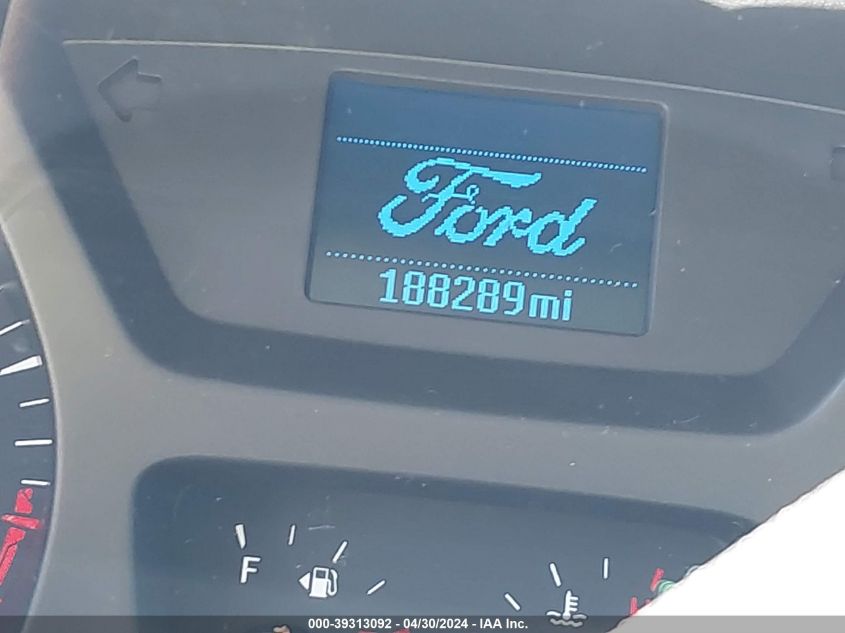 Ford
188289mi
F
000-39313092 - 04/30/2024 - IAA Inc.